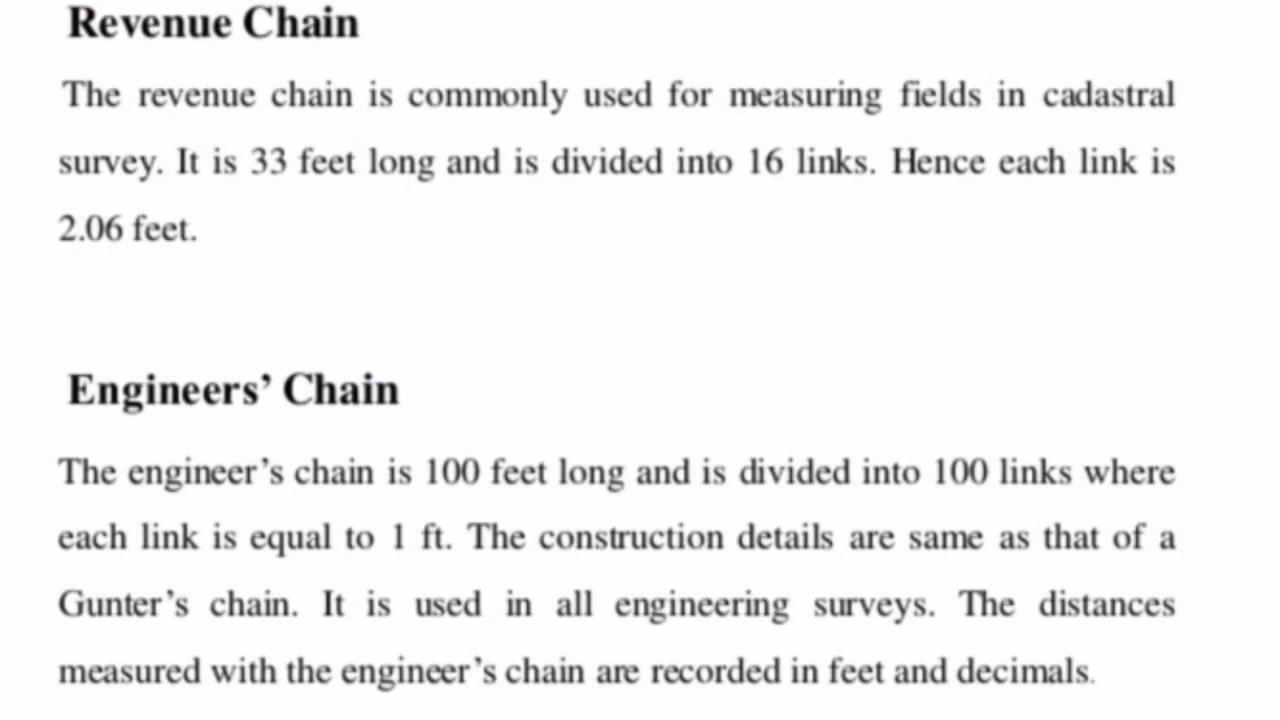 Revenue Chain
The revenue chain is commonly used for measuring fields in cadastral
survey. It is 33 feet long and is divided into 16 links. Hence each link is
2.06 feet.
Engineers’ Chain
The engineer’s chain is 100 feet long and is divided into 100 links where
each link is equal to 1 ft. The construction details are same as that of a
Gunter’s chain. It is used in all engineering surveys. The distances
measured with the engineer’s chain are recorded in feet and decimals.